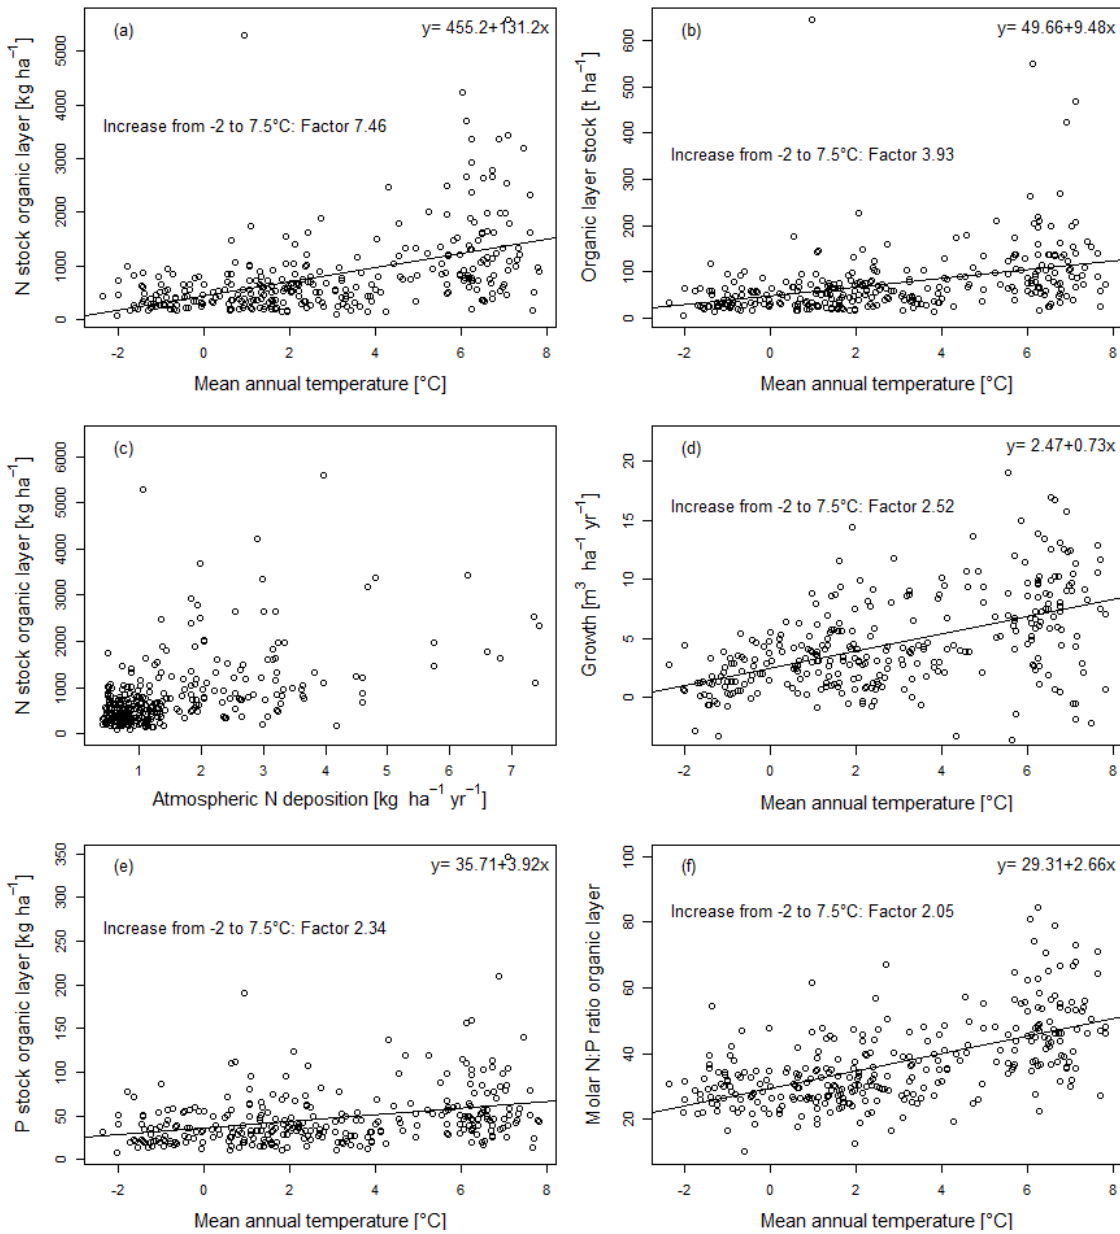 (a)
y= 455.2+131.2x
Increase from -2 to 7.5°C: Factor 7.46
N stock organic layer [kg ha⁻¹]
0 1000 2000 3000 4000 5000
-2 0 2 4 6 8
Mean annual temperature [°C]
(b)
y= 49.66+9.48x
Increase from -2 to 7.5°C: Factor 3.93
Organic layer stock [t ha⁻¹]
0 100 200 300 400 500 600
-2 0 2 4 6 8
Mean annual temperature [°C]
(c)
N stock organic layer [kg ha⁻¹]
0 1000 2000 3000 4000 5000 6000
1 2 3 4 5 6 7
Atmospheric N deposition [kg ha⁻¹ yr⁻¹]
(d)
y= 2.47+0.73x
Increase from -2 to 7.5°C: Factor 2.52
Growth [m³ ha⁻¹ yr⁻¹]
0 5 10 15 20
-2 0 2 4 6 8
Mean annual temperature [°C]
(e)
y= 35.71+3.92x
Increase from -2 to 7.5°C: Factor 2.34
P stock organic layer [kg ha⁻¹]
0 50 100 150 200 250 300 350
-2 0 2 4 6 8
Mean annual temperature [°C]
(f)
y= 29.31+2.66x
Increase from -2 to 7.5°C: Factor 2.05
Molar N:P ratio organic layer
20 40 60 80 100
-2 0 2 4 6 8
Mean annual temperature [°C]